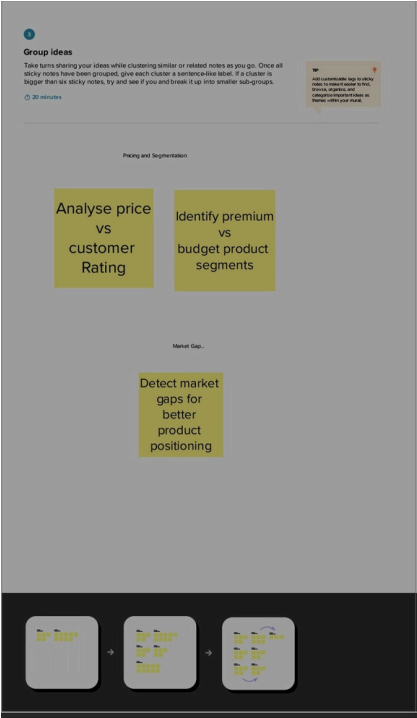 3
Group ideas
Take turns sharing your ideas while clustering similar or related notes as you go. Once all
sticky notes have been grouped, give each cluster a sentence-like label. If a cluster is
bigger than six sticky notes, try and see if you and break it up into smaller sub-groups.
20 minutes
TIP
Add customizable tags to sticky
notes to make it easier to find,
browse, organize, and
categorize important ideas as
themes within your mural.
Pricing and Segmentation
Analyse price
vs
customer
Rating
Identify premium
vs
budget product
segments
Market Gap..
Detect market
gaps for
better
product
positioning